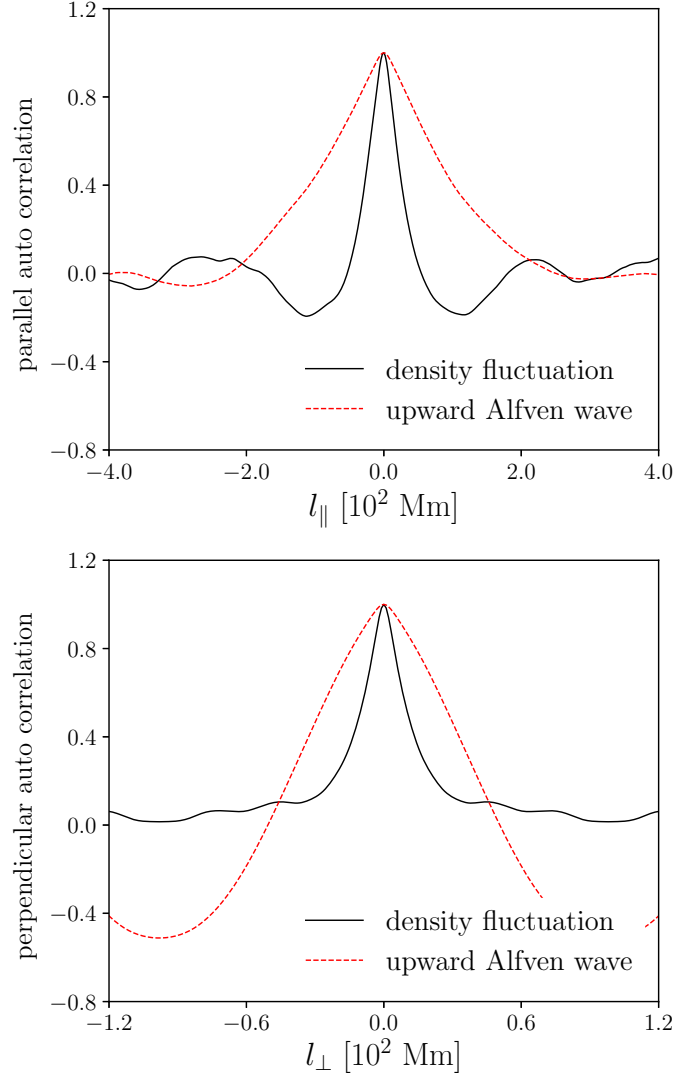 1.2
0.8
0.4
0.0
−0.4
−0.8
parallel auto correlation
density fluctuation
upward Alfven wave
−4.0 −2.0 0.0 2.0 4.0
l∥ [10² Mm]
1.2
0.8
0.4
0.0
−0.4
−0.8
perpendicular auto correlation
density fluctuation
upward Alfven wave
−1.2 −0.6 0.0 0.6 1.2
l⊥ [10² Mm]